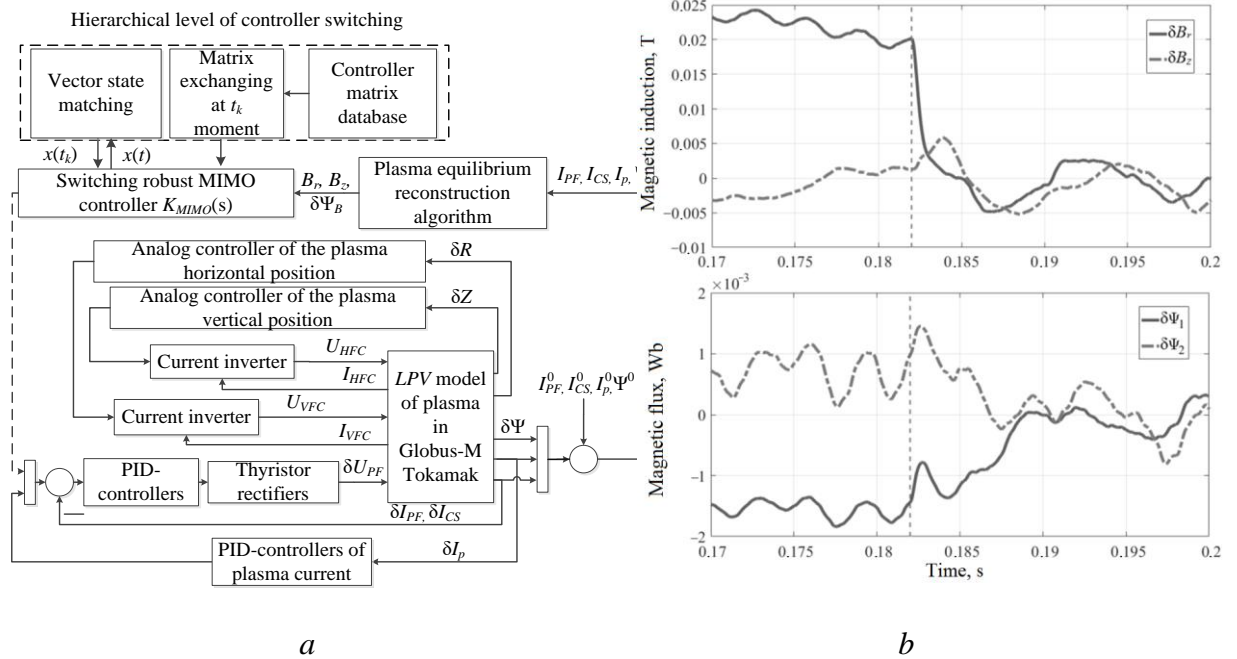 Hierarchical level of controller switching
Vector state
matching
Matrix
exchanging
at tk
moment
Controller
matrix
database
x(tk)
x(t)
Switching robust MIMO
controller KMIMO(s)
Br, Bz,
δΨB
Plasma equilibrium
reconstruction
algorithm
IPF, ICS, Ip,
Analog controller of the plasma
horizontal position
δR
Analog controller of the plasma
vertical position
δZ
Current inverter
UHFC
IHFC
Current inverter
UVFC
IVFC
LPV model
of plasma
in
Globus-M
Tokamak
I0PF, I0CS, I0p Ψ0
δΨ
PID-
controllers
Thyristor
rectifiers
δUPF
δIPF, δICS
PID-controllers of
plasma current
δIp
a
Magnetic induction, T
0.025
0.02
0.015
0.01
0.005
0
-0.005
-0.01
δBr
δBz
0.17
0.175
0.18
0.185
0.19
0.195
0.2
×10-3
Magnetic flux, Wb
2
1
0
-1
-2
δΨ1
δΨ2
0.17
0.175
0.18
0.185
0.19
0.195
0.2
Time, s
b